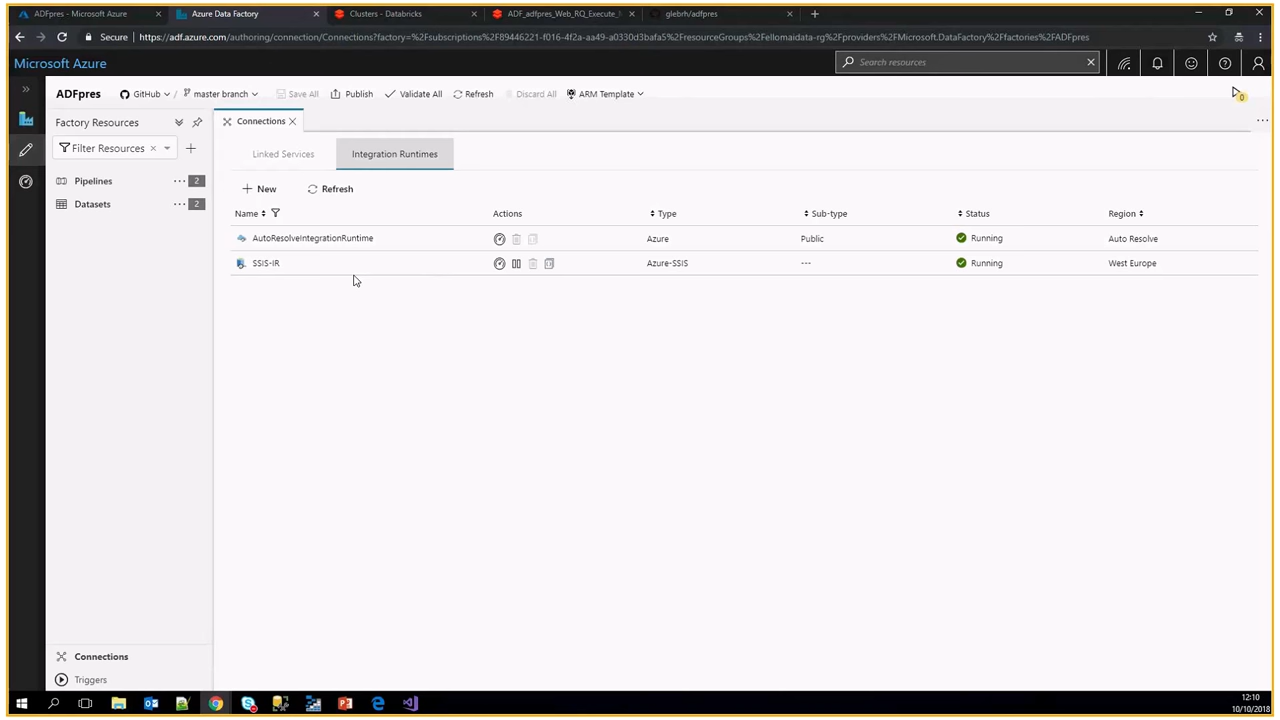 ADFpres - Microsoft Azure
Azure Data Factory
Clusters - Databricks
ADF_adfpres_Web_RQ_Execute_
glebrh/adfpres
Secure
https://adf.azure.com/authoring/connection/Connections?factory=%2Fsubscriptions%2F89446221-f016-4f2a-aa49-a0330d3bafa5%2FresourceGroups%2Fellomaidata-rg%2Fproviders%2FMicrosoft.DataFactory%2Ffactories%2FADFpres
Microsoft Azure
Search resources
ADFpres
GitHub
/
master branch
Save All
Publish
Validate All
Refresh
Discard All
ARM Template
0
Factory Resources
Connections
Filter Resources
Linked Services
Integration Runtimes
Pipelines
2
Datasets
2
New
Refresh
Name
Actions
Type
Sub-type
Status
Region
AutoResolveIntegrationRuntime
Azure
Public
Running
Auto Resolve
SSIS-IR
Azure-SSIS
---
Running
West Europe
Connections
Triggers
12:10
10/10/2018